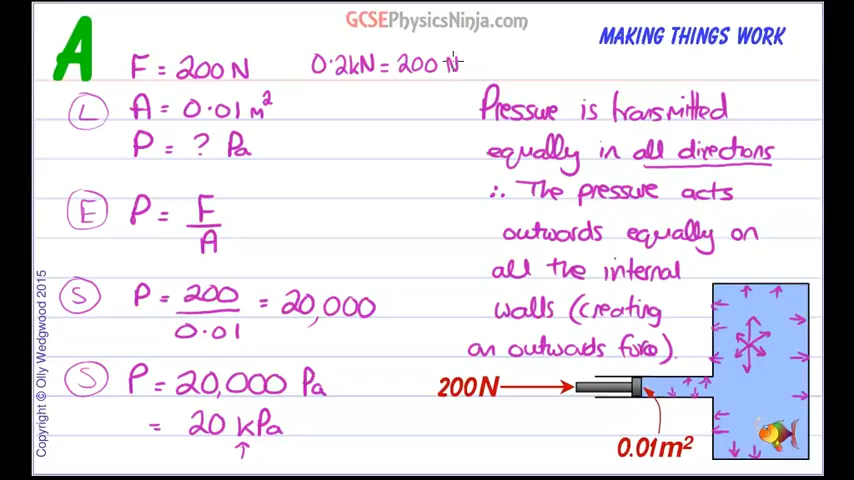 GCSEPhysicsNinja.com
MAKING THINGS WORK
A
F = 200 N
0.2kN = 200 N
L
A = 0.01 m²
P = ? Pa
E
P = F/A
S
P = 200/0.01 = 20,000
S
P = 20,000 Pa
= 20 kPa
↑
Pressure is transmitted
equally in all directions
∴ The pressure acts
outwards equally on
all the internal
walls (creating
an outwards force).
200N
0.01m²
Copyright © Olly Wedgwood 2015